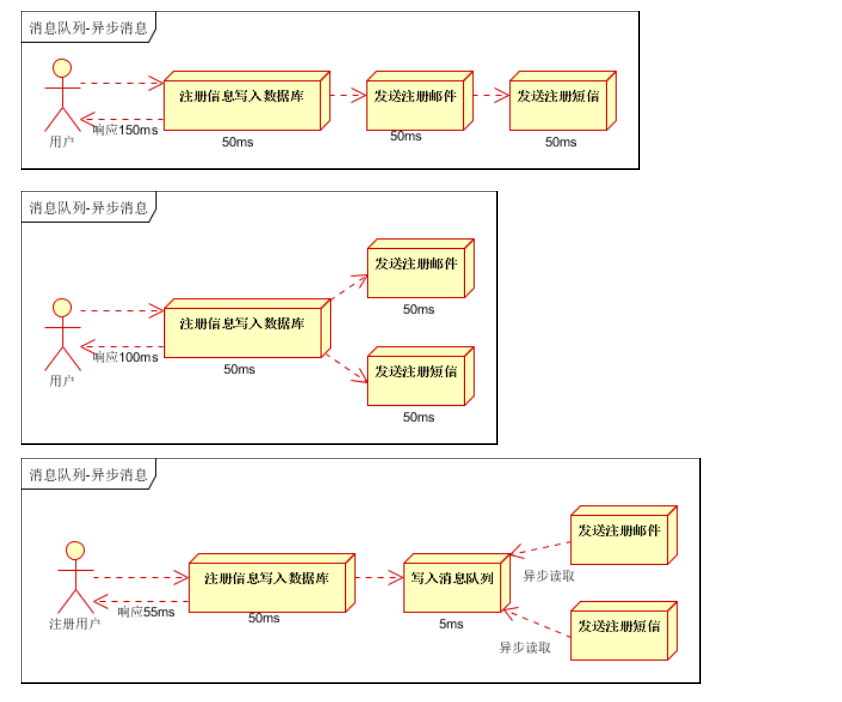 消息队列-异步消息
注册信息写入数据库
发送注册邮件
发送注册短信
响应150ms
用户
50ms
50ms
50ms
消息队列-异步消息
发送注册邮件
50ms
注册信息写入数据库
响应100ms
用户
50ms
发送注册短信
50ms
消息队列-异步消息
发送注册邮件
注册信息写入数据库
写入消息队列
异步读取
响应55ms
注册用户
50ms
5ms
发送注册短信
异步读取